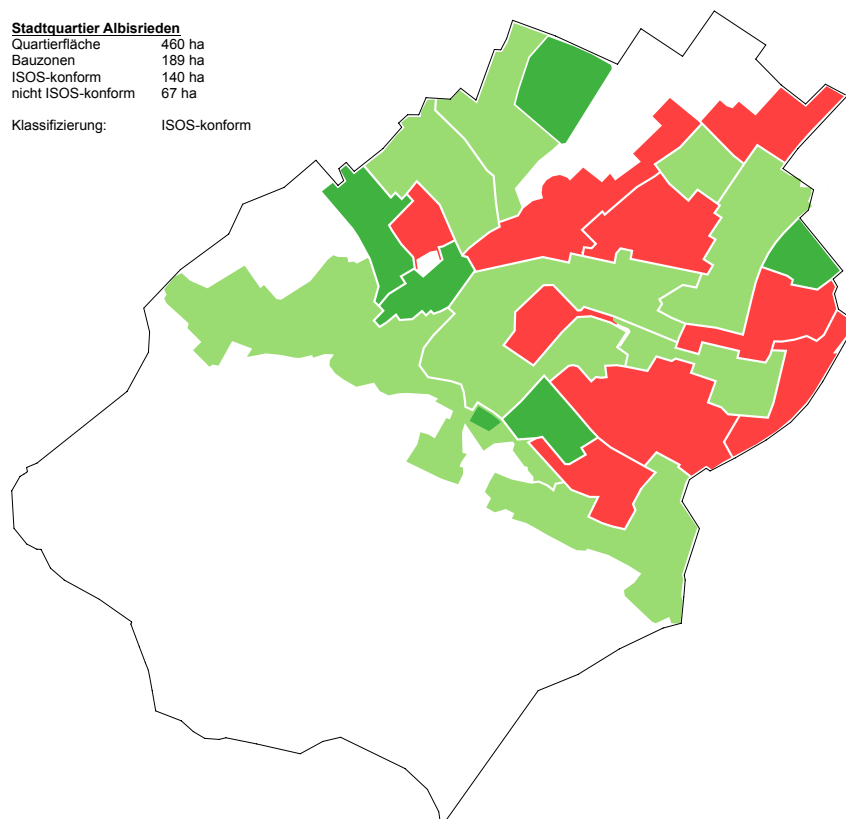 Stadtquartier Albisrieden
Quartierfläche 460 ha
Bauzonen 189 ha
ISOS-konform 140 ha
nicht ISOS-konform 67 ha
Klassifizierung: ISOS-konform